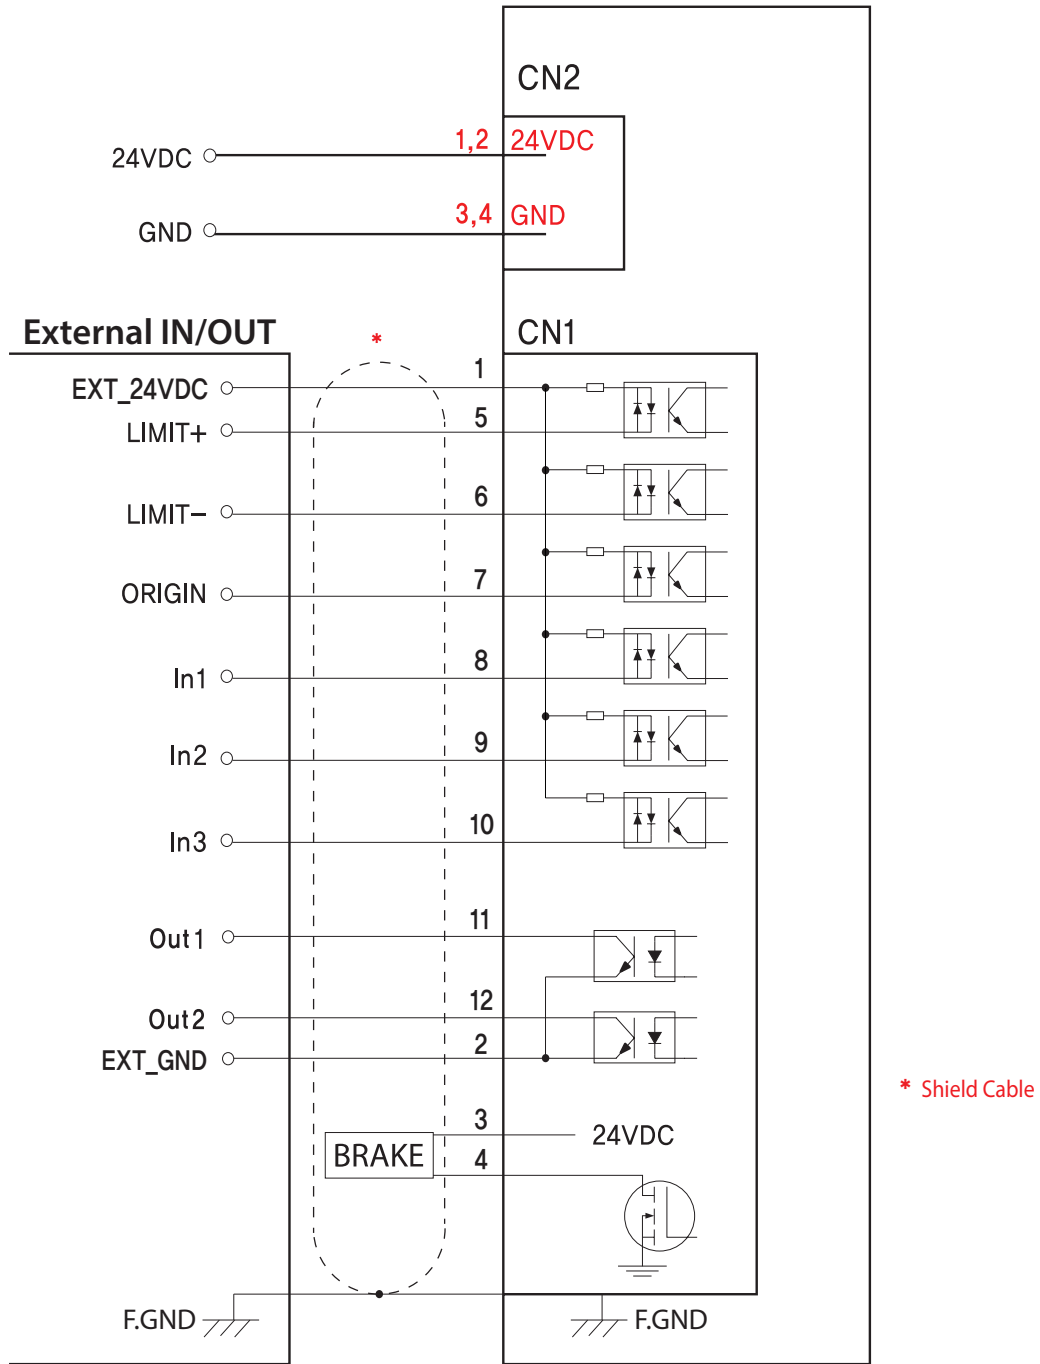 CN2
24VDC 1,2 24VDC
GND 3,4 GND
External IN/OUT * CN1
EXT_24VDC 1
LIMIT+ 5
LIMIT− 6
ORIGIN 7
In1 8
In2 9
In3 10
Out1 11
Out2 12
EXT_GND 2
* Shield Cable
BRAKE 3 24VDC
4
F.GND F.GND